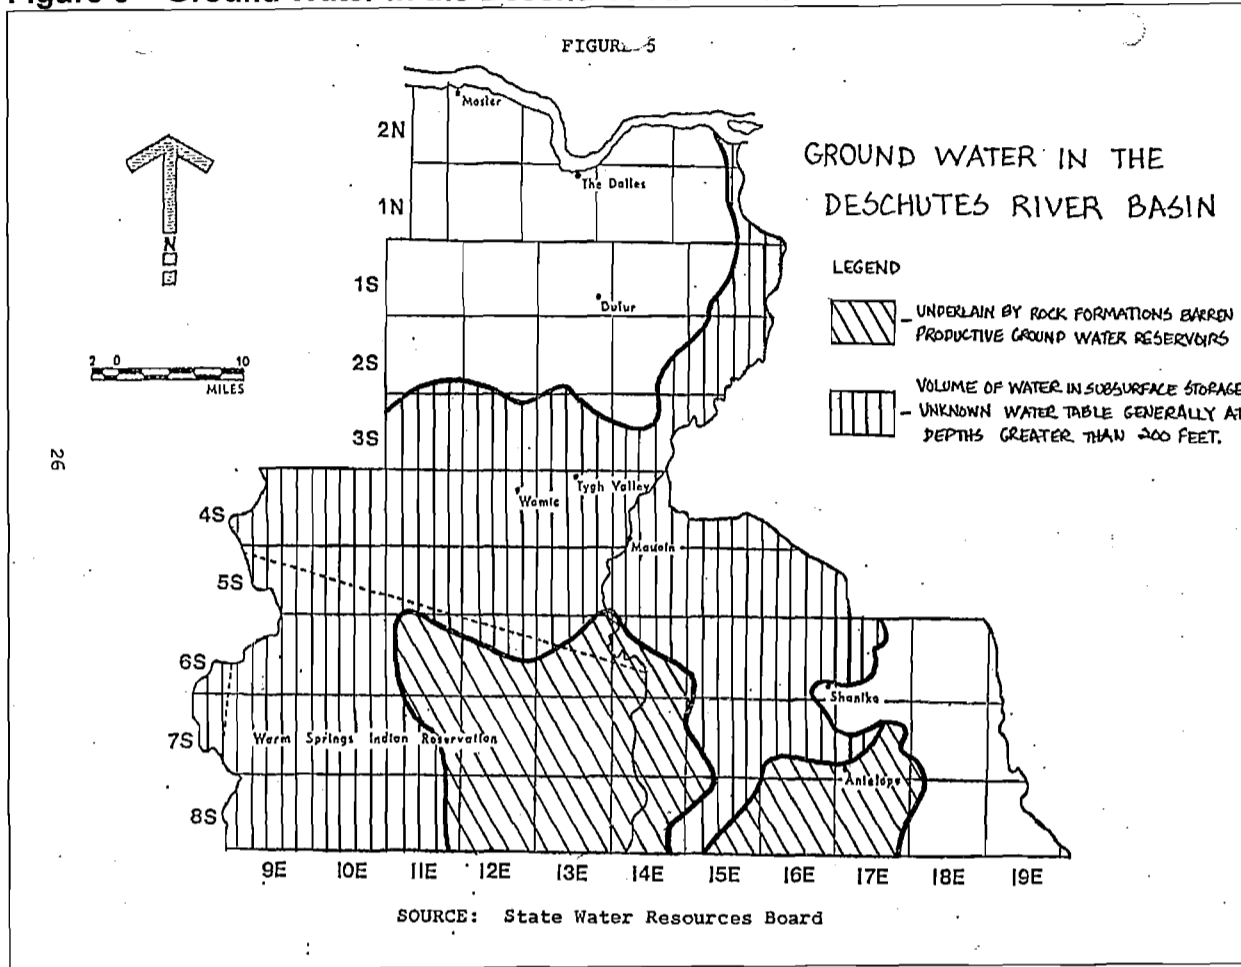 FIGURE 5
GROUND WATER IN THE
DESCHUTES RIVER BASIN
LEGEND
UNDERLAIN BY ROCK FORMATIONS BARREN
PRODUCTIVE GROUND WATER RESERVOIRS
VOLUME OF WATER IN SUBSURFACE STORAGE
UNKNOWN WATER TABLE GENERALLY AT
DEPTHS GREATER THAN 200 FEET.
N
2 0 10
MILES
26
2N
1N
1S
2S
3S
4S
5S
6S
7S
8S
Mosier
The Dalles
Dufur
Tygh Valley
Wamic
Maupin
Shaniko
Warm Springs Indian Reservation
Antelope
9E 10E 11E 12E 13E 14E 15E 16E 17E 18E 19E
SOURCE: State Water Resources Board